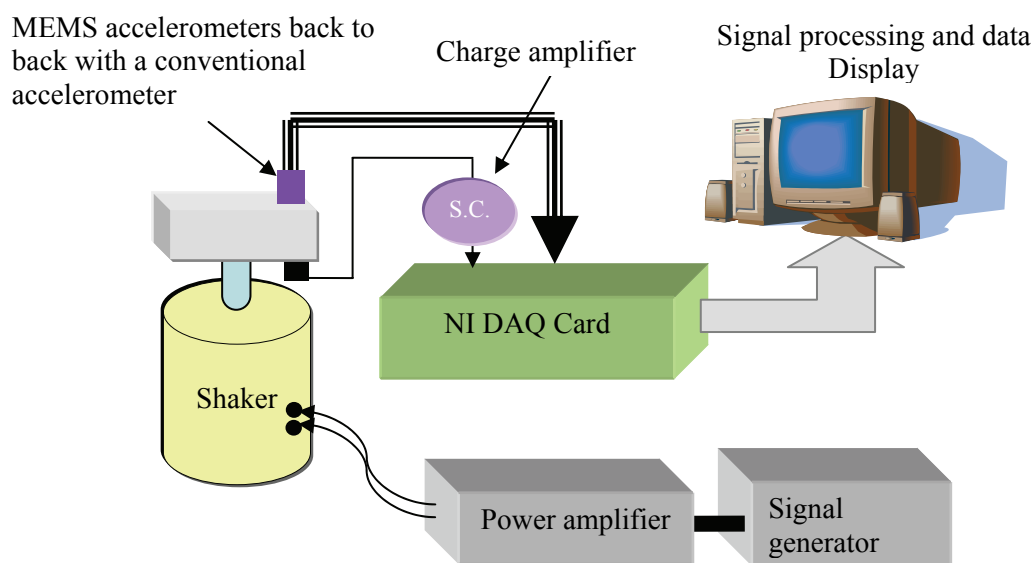 MEMS accelerometers back to
back with a conventional
accelerometer
Charge amplifier
Signal processing and data
Display
S.C.
NI DAQ Card
Shaker
Power amplifier
Signal
generator